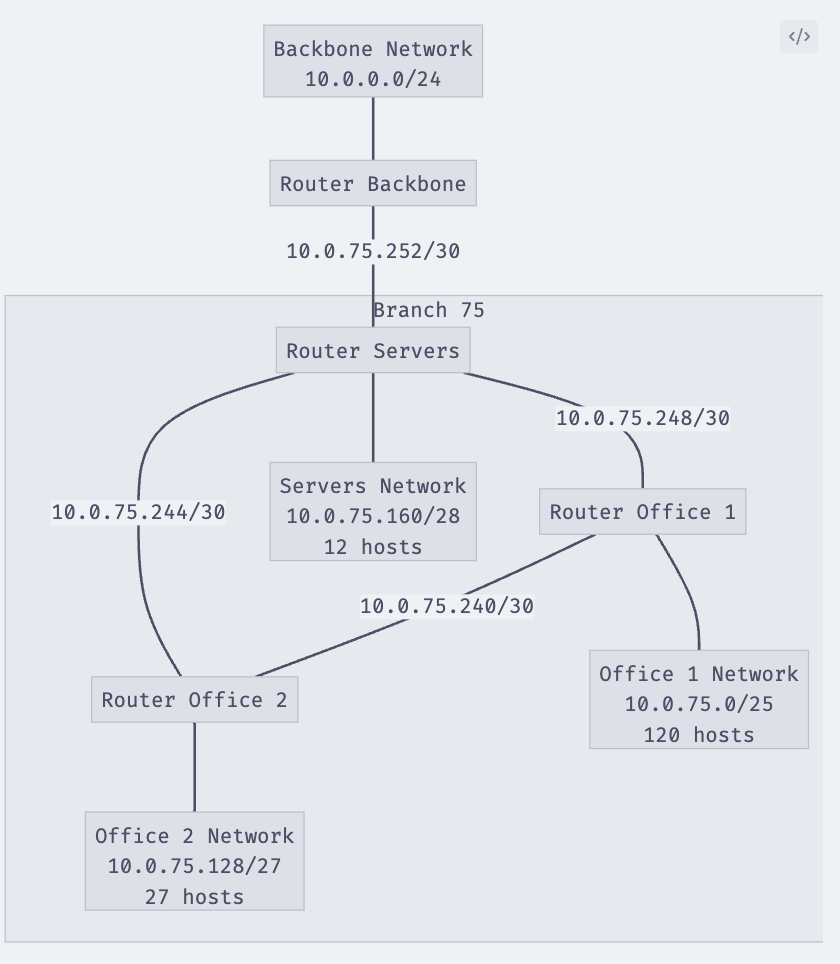 Backbone Network
10.0.0.0/24
</>
Router Backbone
10.0.75.252/30
Branch 75
Router Servers
10.0.75.248/30
10.0.75.244/30
Servers Network
10.0.75.160/28
12 hosts
Router Office 1
10.0.75.240/30
Router Office 2
Office 1 Network
10.0.75.0/25
120 hosts
Office 2 Network
10.0.75.128/27
27 hosts